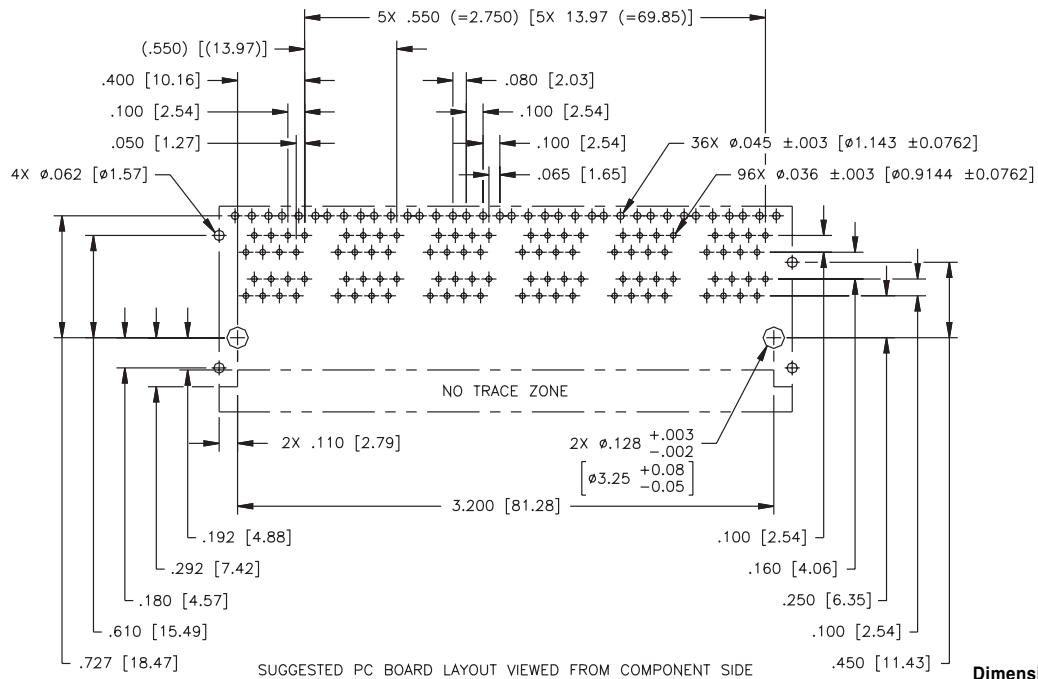 5X .550 (=2.750) [5X 13.97 (=69.85)]
(.550) [(13.97)]
.400 [10.16]
.080 [2.03]
.100 [2.54]
.100 [2.54]
.050 [1.27]
.100 [2.54]
36X ø.045 ±.003 [ø1.143 ±0.0762]
4X ø.062 [ø1.57]
.065 [1.65]
96X ø.036 ±.003 [ø0.9144 ±0.0762]
NO TRACE ZONE
2X .110 [2.79]
2X ø.128 +.003 -.002
[ø3.25 +0.08 -0.05]
3.200 [81.28]
.192 [4.88]
.100 [2.54]
.292 [7.42]
.160 [4.06]
.180 [4.57]
.250 [6.35]
.610 [15.49]
.100 [2.54]
.727 [18.47]
.450 [11.43]
SUGGESTED PC BOARD LAYOUT VIEWED FROM COMPONENT SIDE
Dimensi